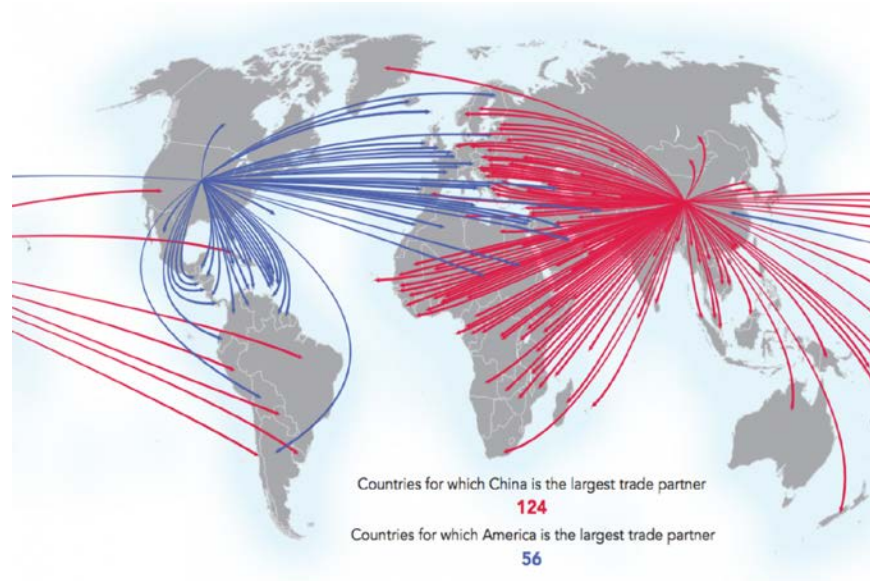 Countries for which China is the largest trade partner
124
Countries for which America is the largest trade partner
56